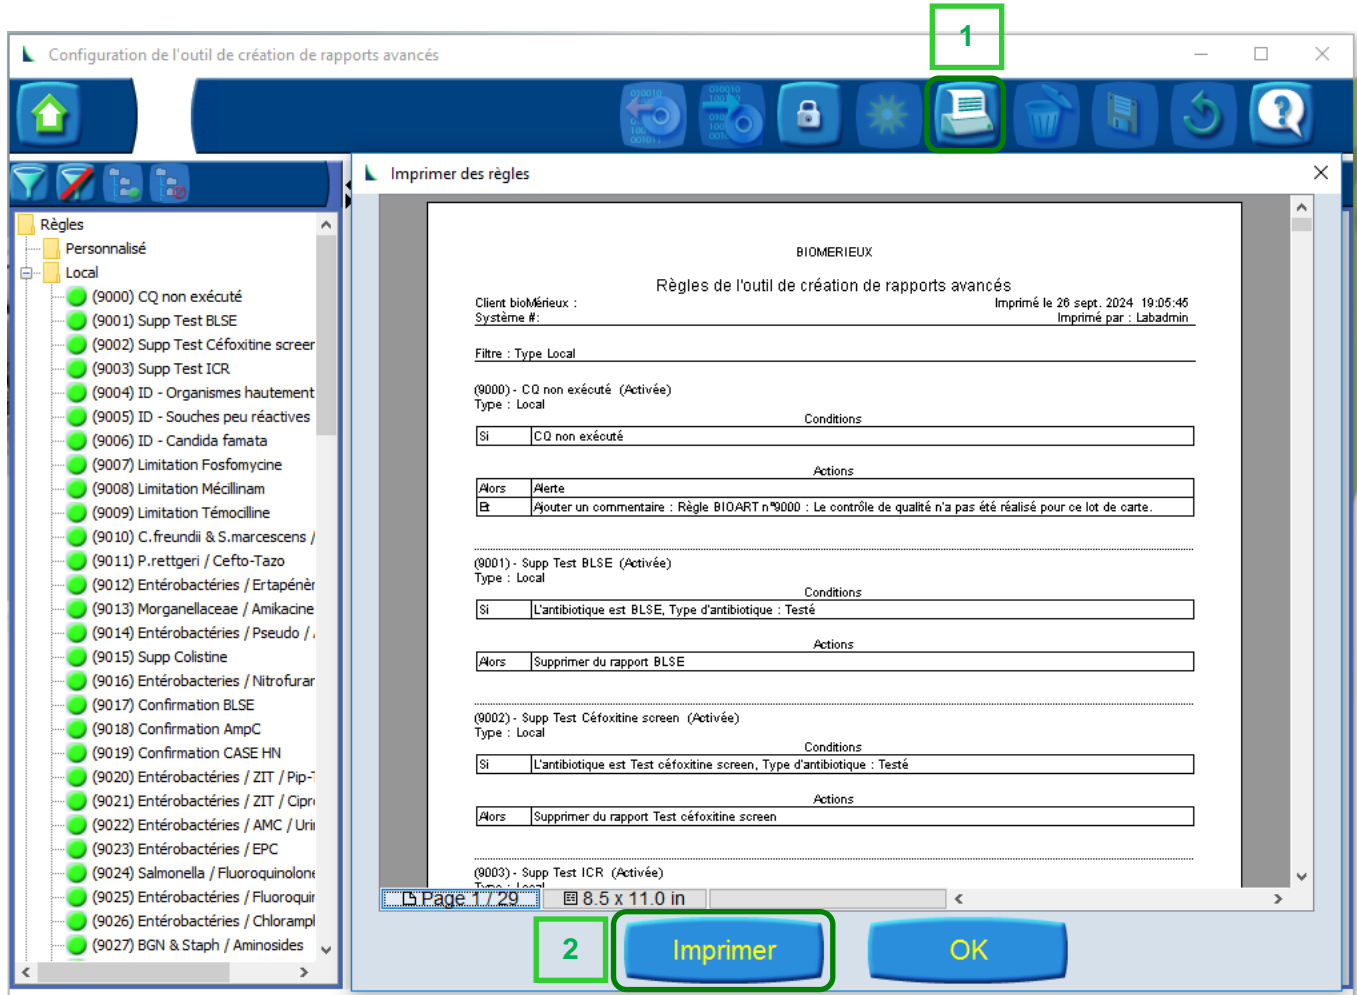 1
Configuration de l'outil de création de rapports avancés
Imprimer des règles
Règles
Personnalisé
Local
(9000) CQ non exécuté
(9001) Supp Test BLSE
(9002) Supp Test Céfoxitine screer
(9003) Supp Test ICR
(9004) ID - Organismes hautement
(9005) ID - Souches peu réactives
(9006) ID - Candida famata
(9007) Limitation Fosfomycine
(9008) Limitation Mécillinam
(9009) Limitation Témocilline
(9010) C.freundii & S.marcescens /
(9011) P.rettgeri / Cefto-Tazo
(9012) Entérobactéries / Ertapénèr
(9013) Morganellaceae / Amikacine
(9014) Entérobactéries / Pseudo /
(9015) Supp Colistine
(9016) Entérobacteries / Nitrofurar
(9017) Confirmation BLSE
(9018) Confirmation AmpC
(9019) Confirmation CASE HN
(9020) Entérobactéries / ZIT / Pip-T
(9021) Entérobactéries / ZIT / Cipr
(9022) Entérobactéries / AMC / Uri
(9023) Entérobactéries / EPC
(9024) Salmonella / Fluoroquinolone
(9025) Entérobactéries / Fluoroquir
(9026) Entérobactéries / Chlorampl
(9027) BGN & Staph / Aminosides
BIOMERIEUX
Règles de l'outil de création de rapports avancés
Client bioMérieux :
Imprimé le 26 sept. 2024 19:05:45
Système #:
Imprimé par : Labadmin
Filtre : Type Local
(9000) - CQ non exécuté (Activée)
Type : Local
Conditions
Si CQ non exécuté
Actions
Alors Alerte
Et Ajouter un commentaire : Règle BIOART n°9000 : Le contrôle de qualité n'a pas été réalisé pour ce lot de carte.
(9001) - Supp Test BLSE (Activée)
Type : Local
Conditions
Si L'antibiotique est BLSE, Type d'antibiotique : Testé
Actions
Alors Supprimer du rapport BLSE
(9002) - Supp Test Céfoxitine screen (Activée)
Type : Local
Conditions
Si L'antibiotique est Test céfoxitine screen, Type d'antibiotique : Testé
Actions
Alors Supprimer du rapport Test céfoxitine screen
(9003) - Supp Test ICR (Activée)
Type : Local
Page 1 / 29
8.5 x 11.0 in
2
Imprimer
OK